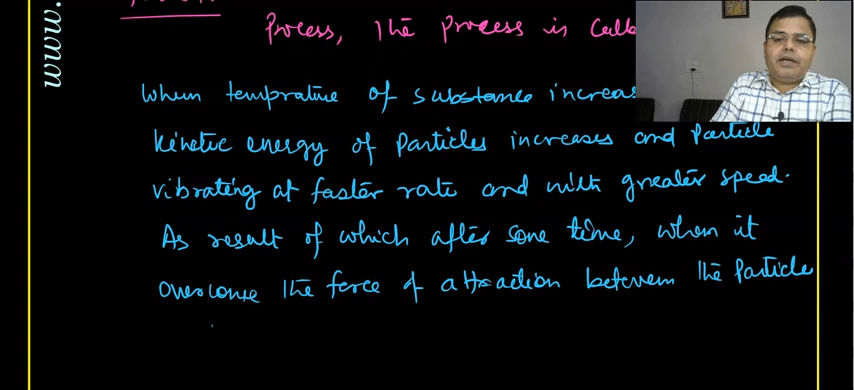 www.
Process, The process is calle
When temprature of substance increas
kinetic energy of particles increases and particle
vibrating at faster rate and with greater speed.
As result of which after some time, when it
overcome the force of attraction between the particle